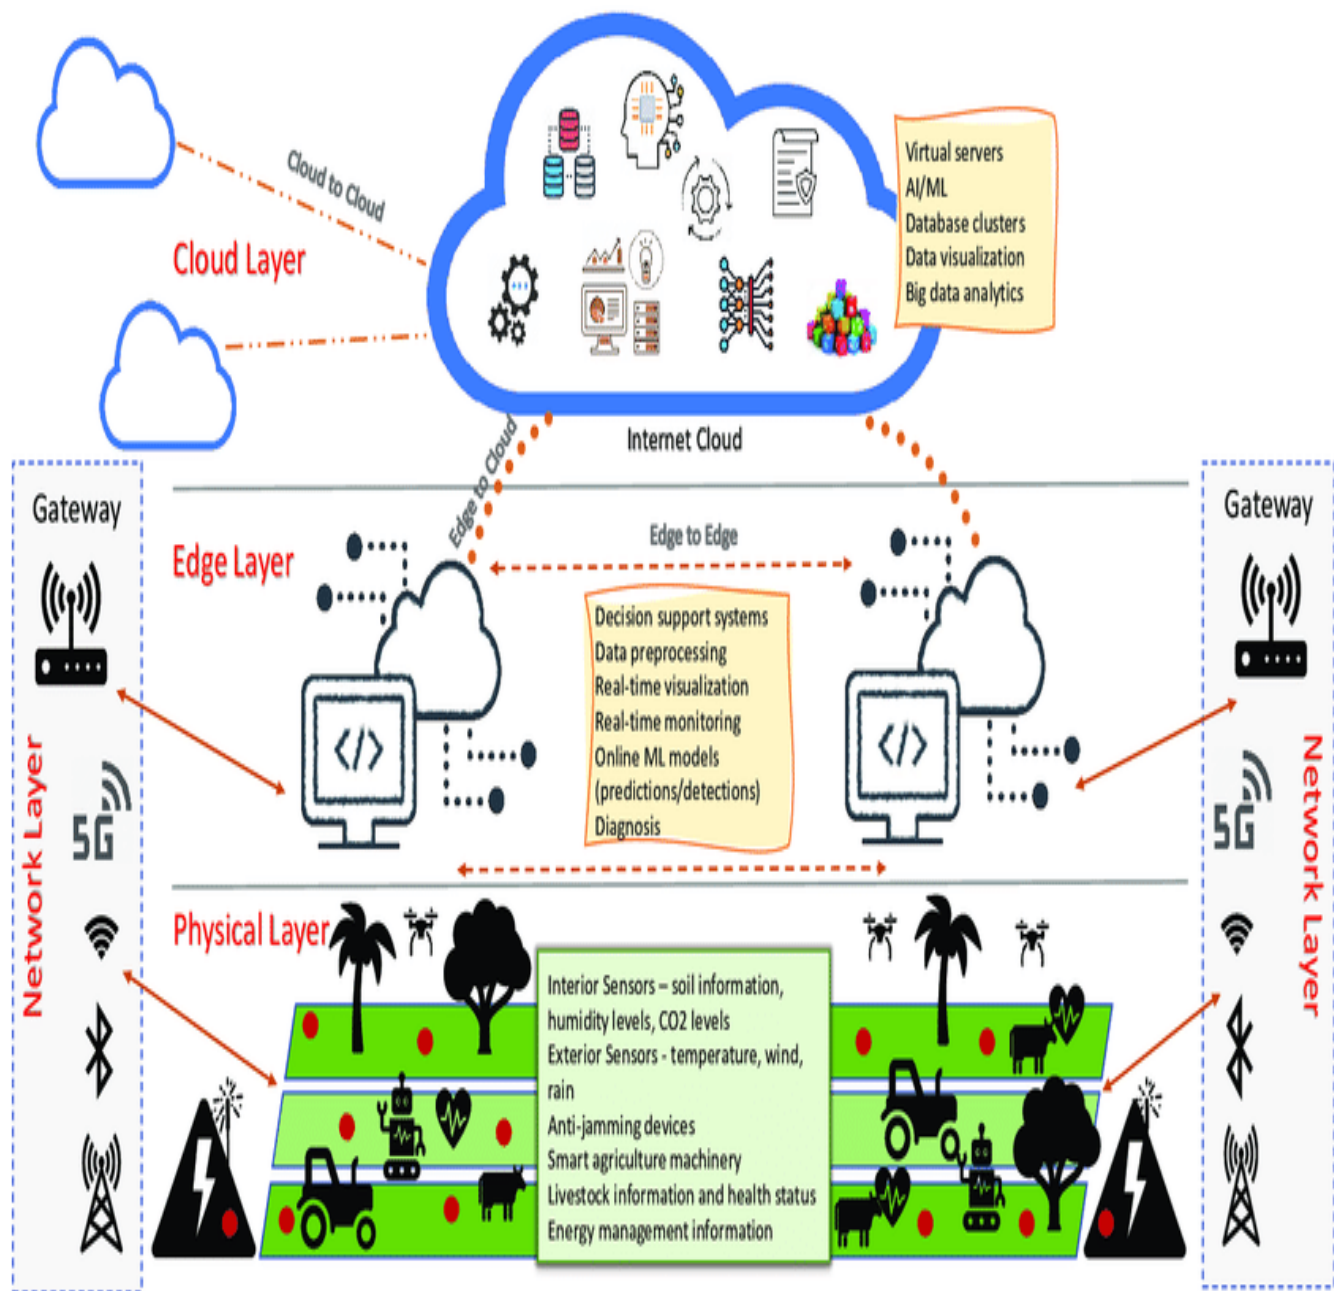 Cloud to Cloud
Cloud Layer
Virtual servers
AI/ML
Database clusters
Data visualization
Big data analytics
Internet Cloud
Edge to Cloud
Gateway
Edge Layer
Edge to Edge
Gateway
Decision support systems
Data preprocessing
Real-time visualization
Real-time monitoring
Online ML models
(predictions/detections)
Diagnosis
</>
</>
5G
Network Layer
5G
Network Layer
Physical Layer
Interior Sensors – soil information,
humidity levels, CO2 levels
Exterior Sensors - temperature, wind,
rain
Anti-jamming devices
Smart agriculture machinery
Livestock information and health status
Energy management information